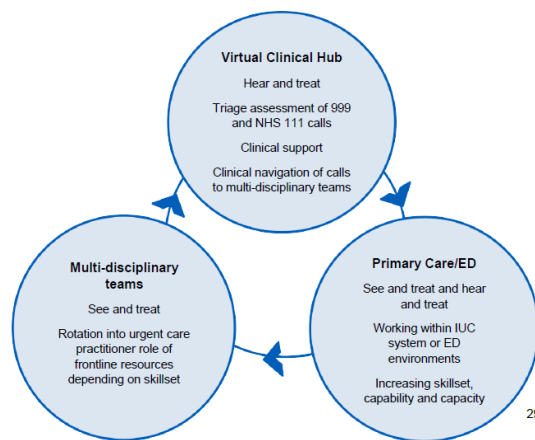 Virtual Clinical Hub
Hear and treat
Triage assessment of 999
and NHS 111 calls
Clinical support
Clinical navigation of calls
to multi-disciplinary teams
Multi-disciplinary
teams
See and treat
Rotation into urgent care
practitioner role of
frontline resources
depending on skillset
Primary Care/ED
See and treat and hear
and treat
Working within IUC
system or ED
environments
Increasing skillset,
capability and capacity